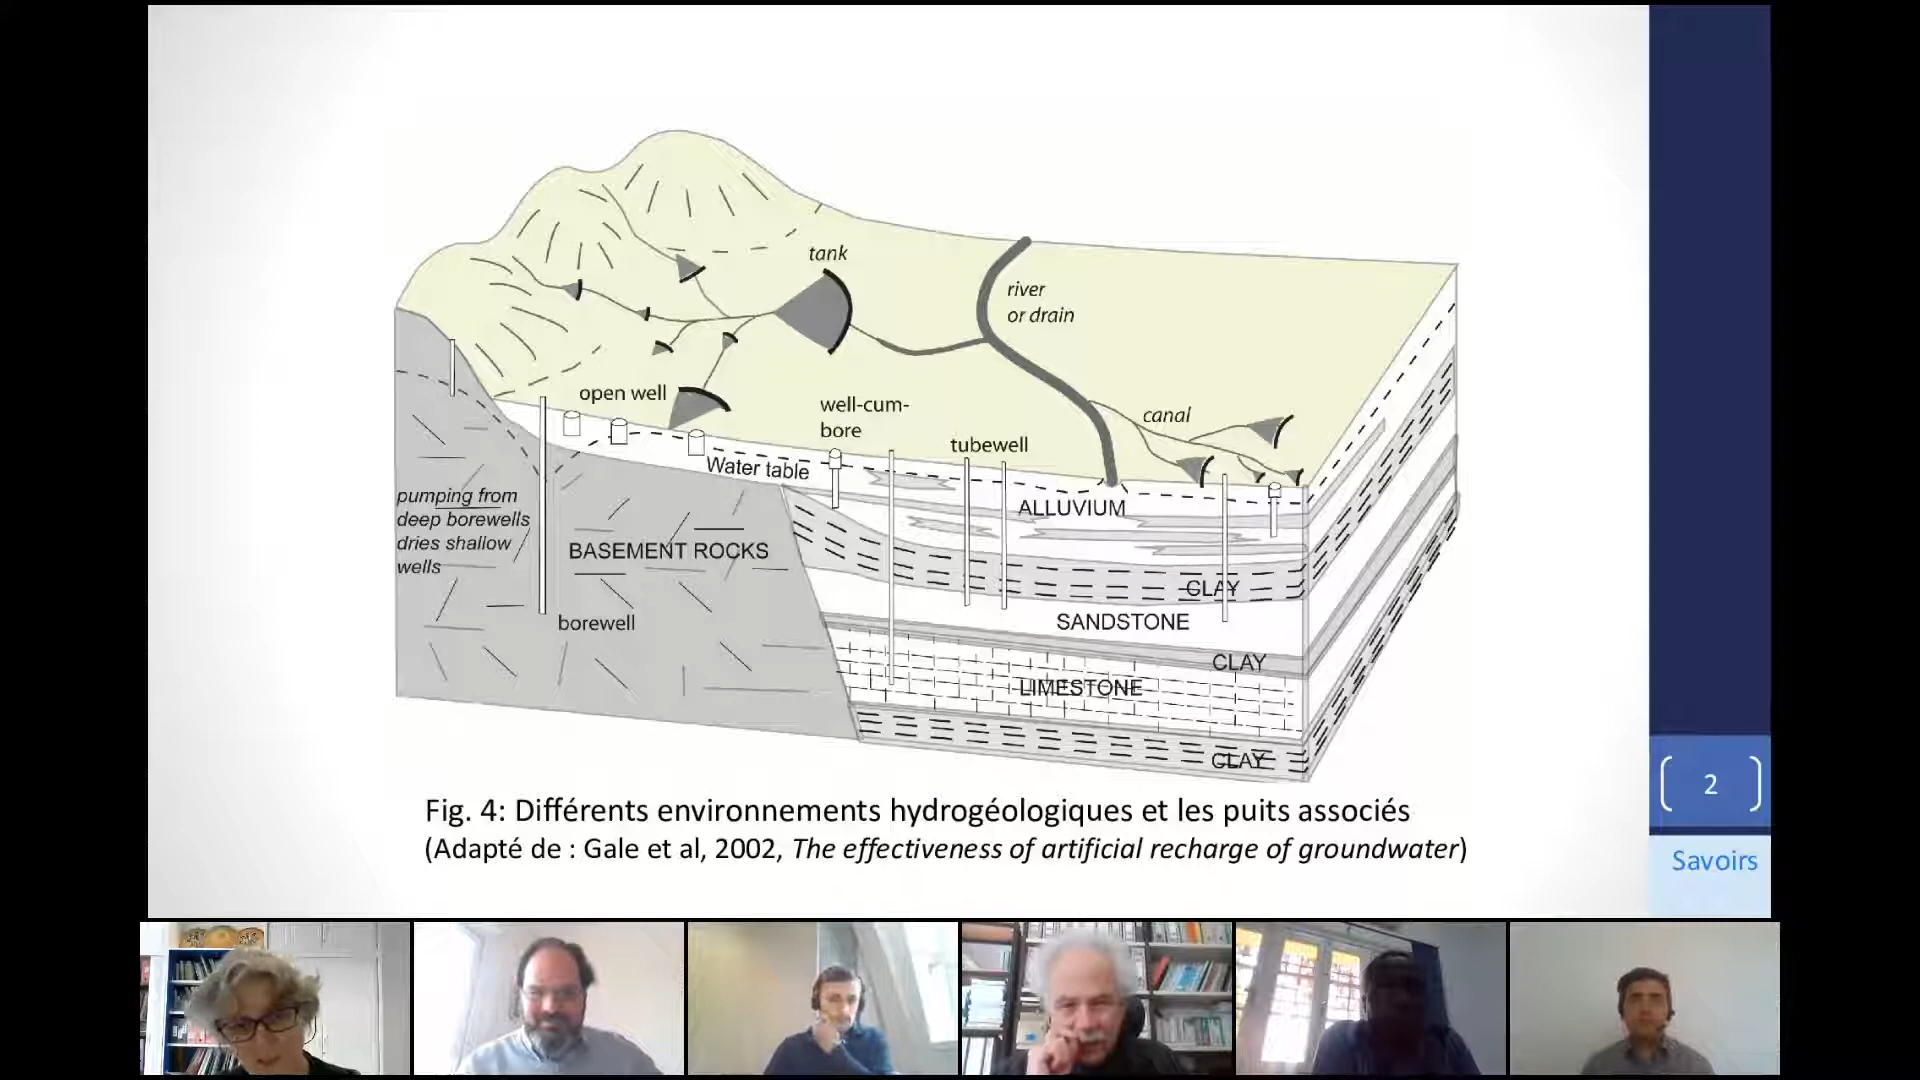 tank
river
or drain
open well
well-cum-
bore
canal
tubewell
Water table
pumping from
deep borewells
dries shallow
wells
ALLUVIUM
BASEMENT ROCKS
CLAY
SANDSTONE
borewell
CLAY
LIMESTONE
CLAY
Fig. 4: Différents environnements hydrogéologiques et les puits associés
(Adapté de : Gale et al, 2002, The effectiveness of artificial recharge of groundwater)
2
Savoirs